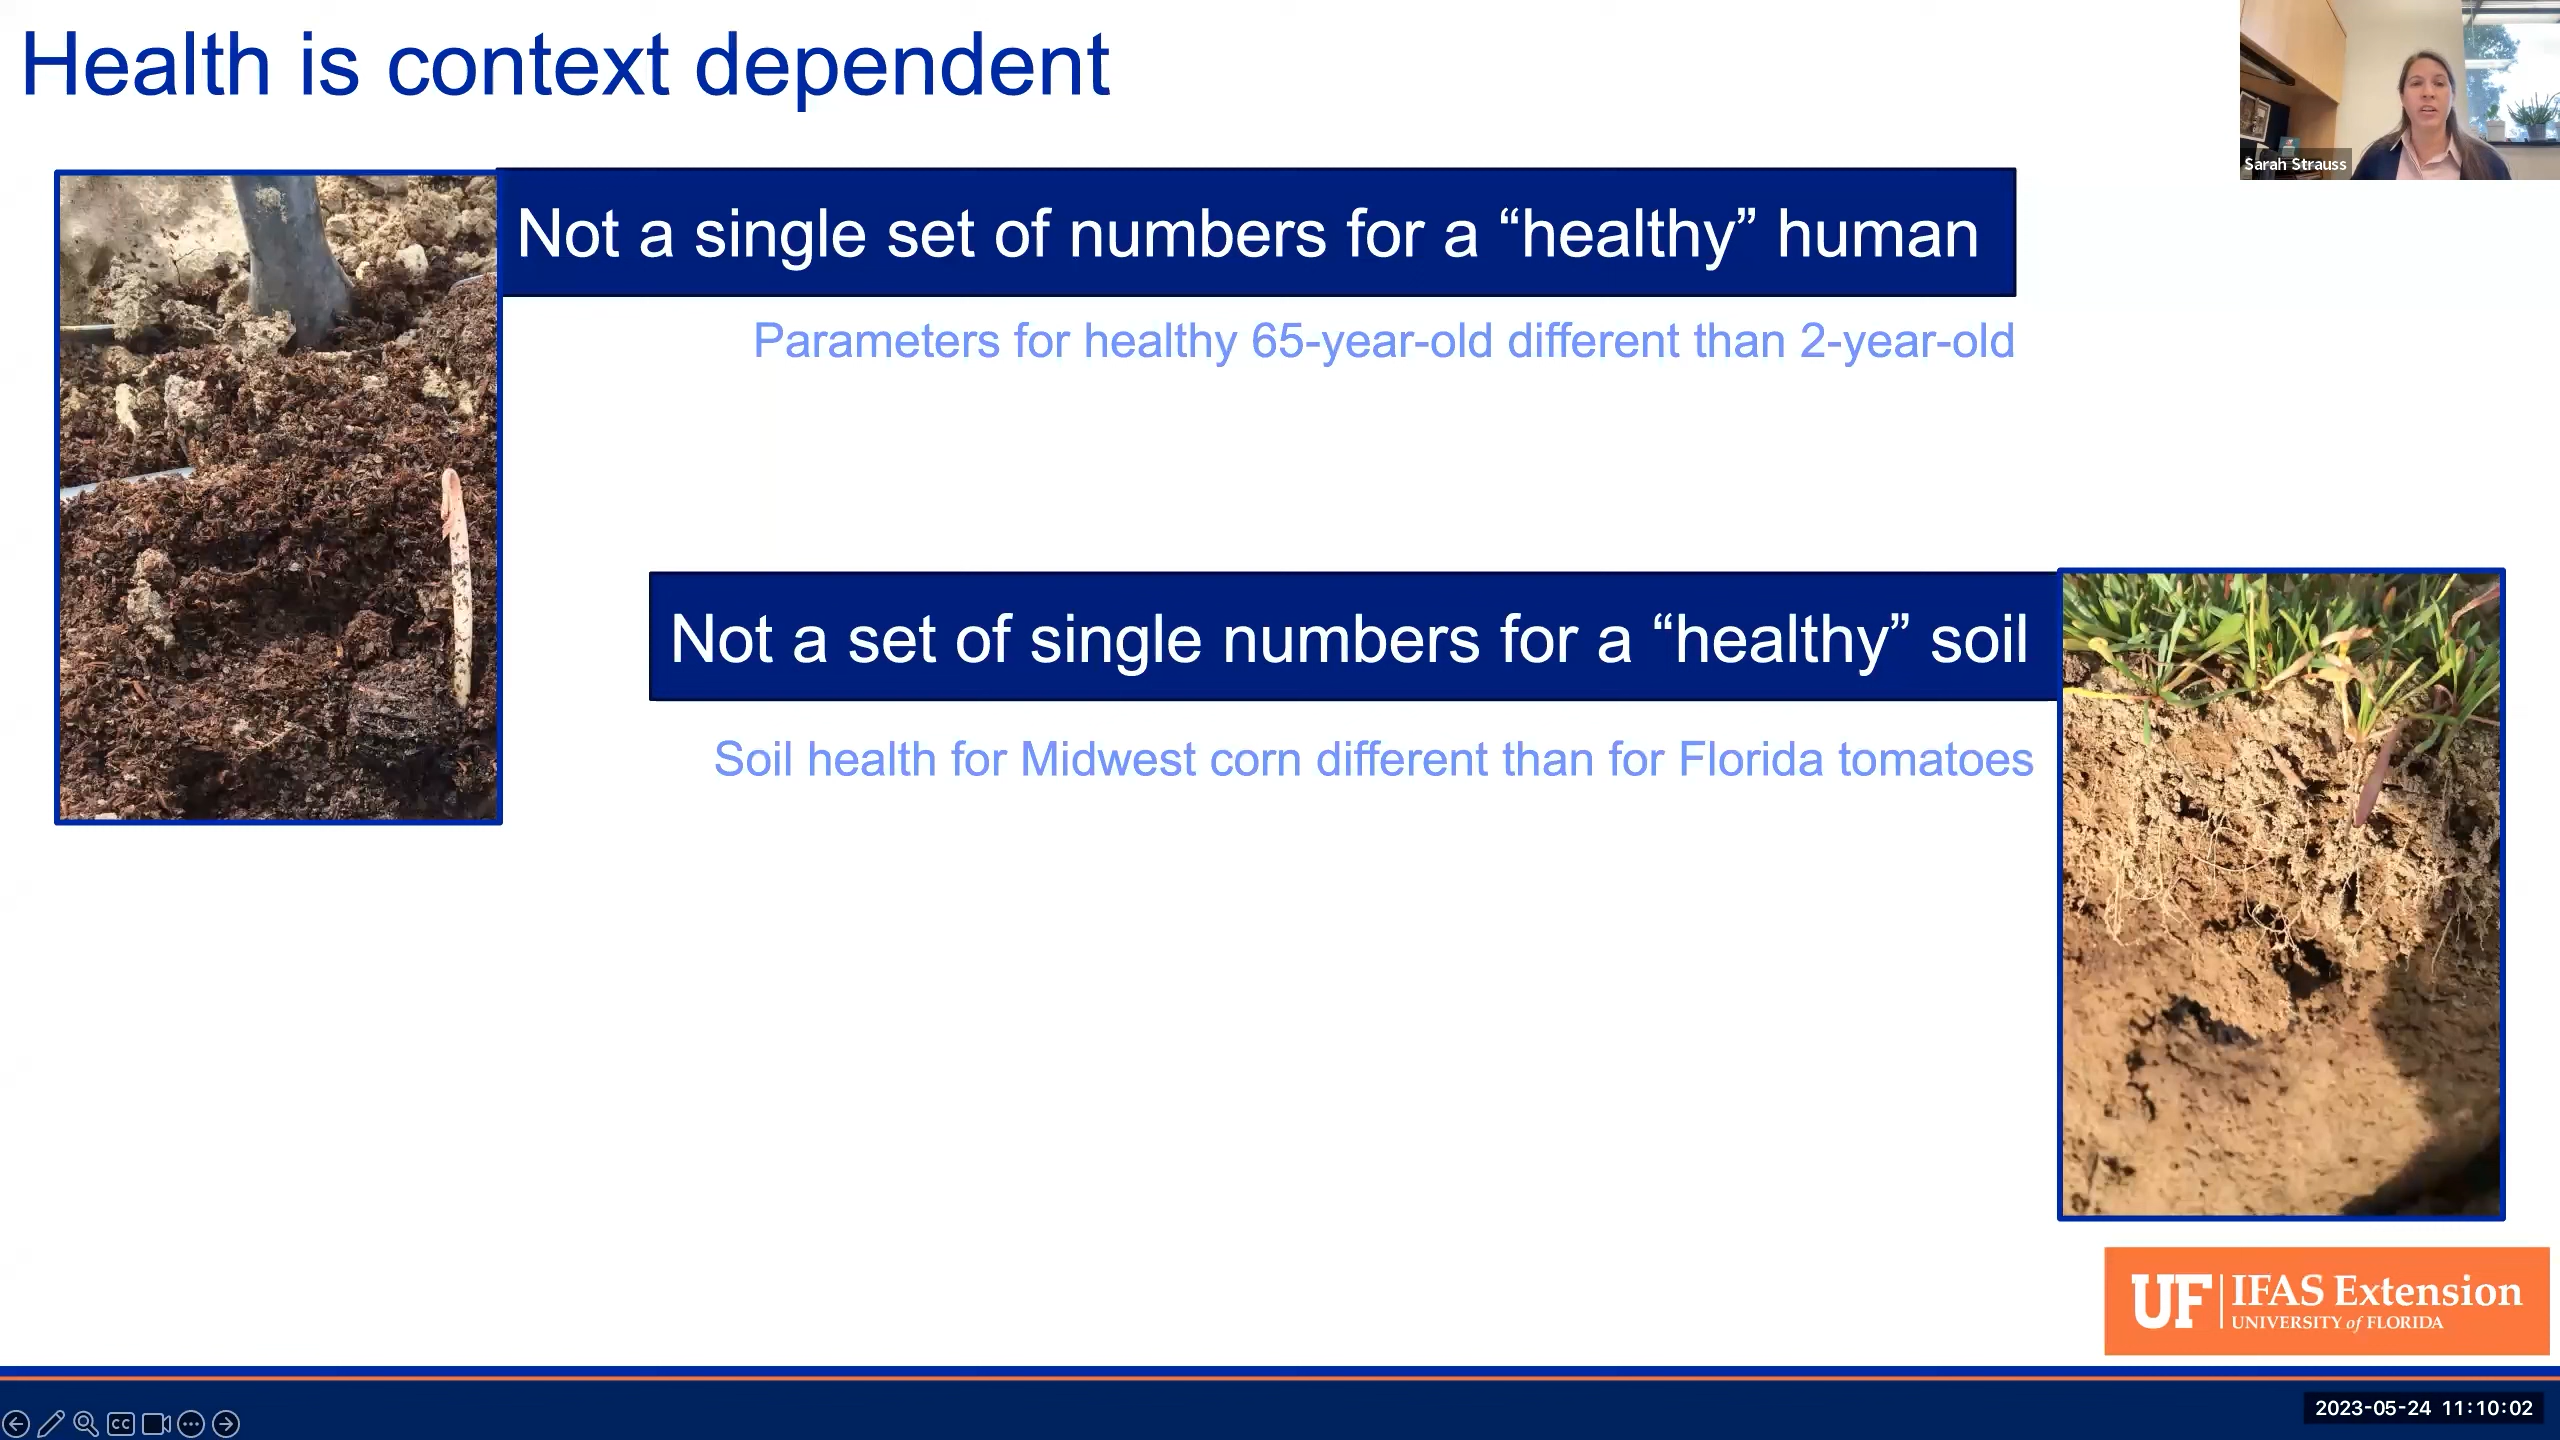 Health is context dependent
Sarah Strauss
Not a single set of numbers for a “healthy” human
Parameters for healthy 65-year-old different than 2-year-old
Not a set of single numbers for a “healthy” soil
Soil health for Midwest corn different than for Florida tomatoes
UF IFAS Extension
UNIVERSITY of FLORIDA
CC
2023-05-24 11:10:02